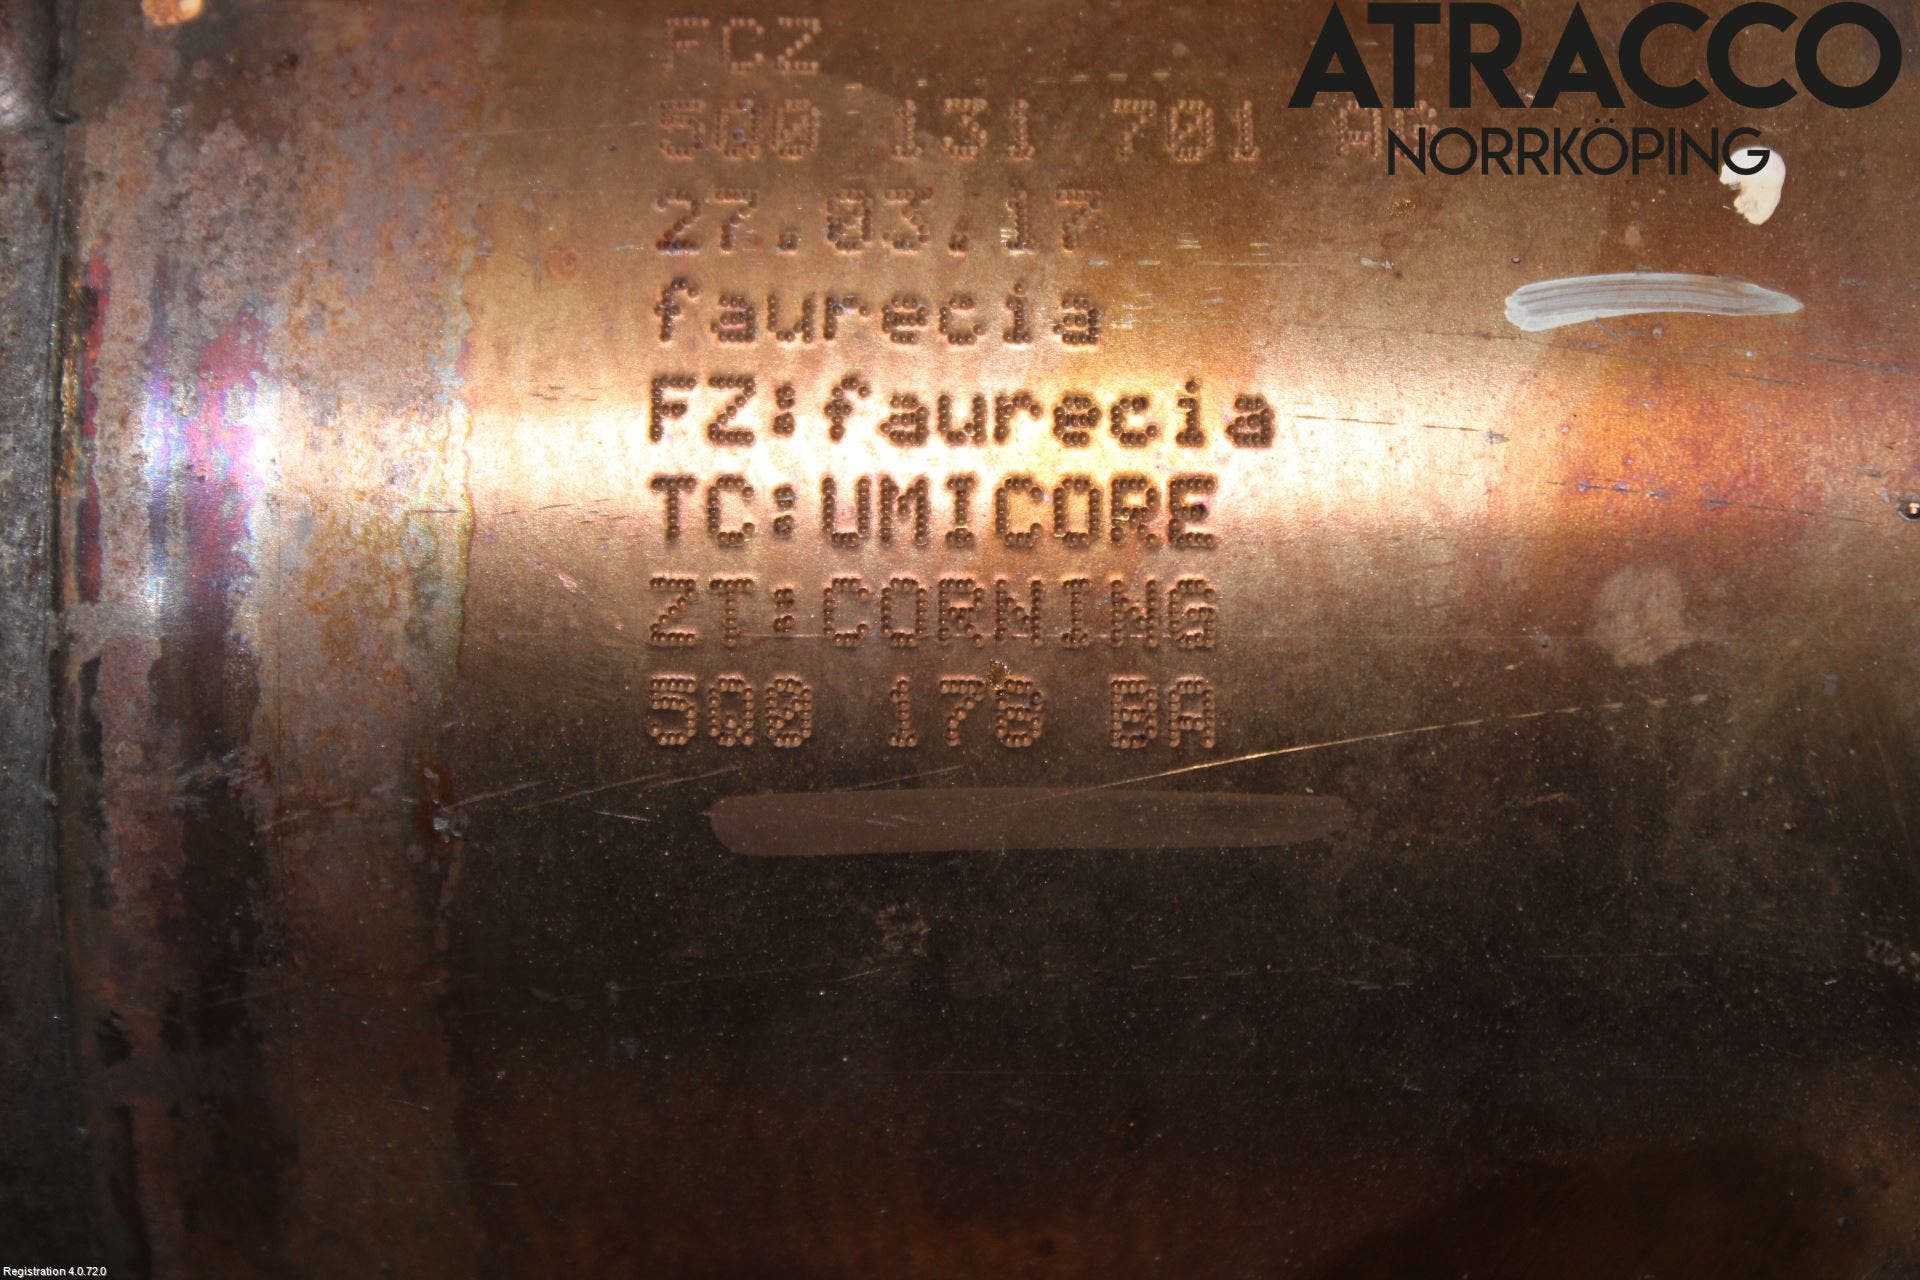 ATRACCO
NORRKÖPING
FCZ
5Q0 131 701 AG
27.03.17
faurecia
FZ:faurecia
TC:UMICORE
ZT:CORNING
5Q0 178 BA
Registration 4.0.72.0